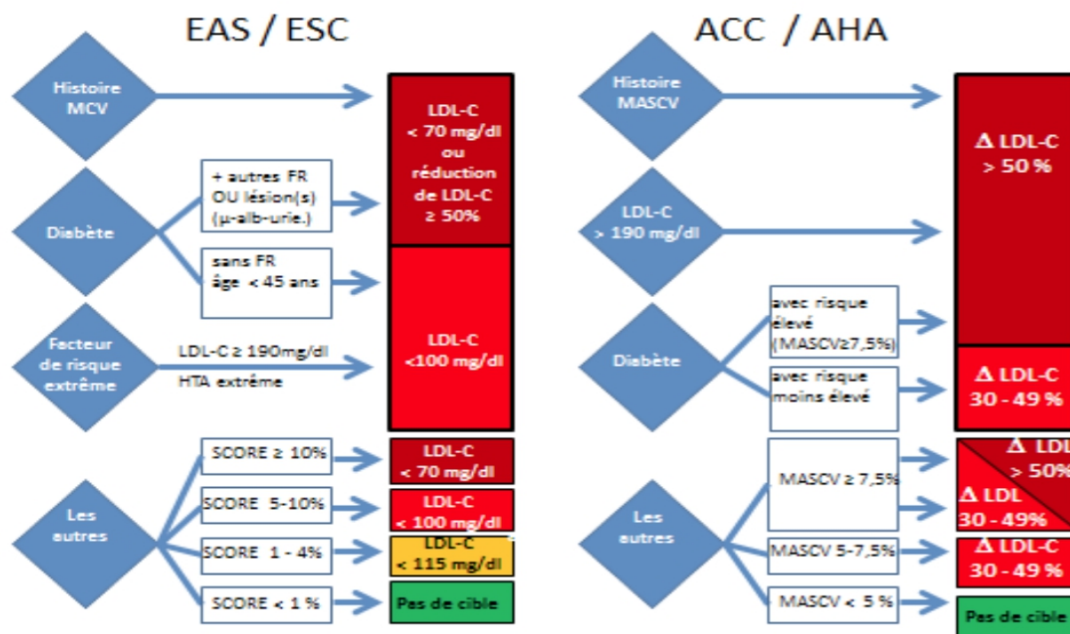 EAS / ESC
Histoire
MCV
LDL-C
< 70 mg/dl
ou
réduction
de LDL-C
≥ 50%
Diabète
+ autres FR
OU lésion(s)
(µ-alb-urie.)
sans FR
âge < 45 ans
Facteur
de risque
extrême
LDL-C ≥ 190mg/dl
HTA extrême
LDL-C
<100 mg/dl
Les
autres
SCORE ≥ 10%
LDL-C
< 70 mg/dl
SCORE 5-10%
LDL-C
< 100 mg/dl
SCORE 1 - 4%
LDL-C
< 115 mg/dl
SCORE < 1 %
Pas de cible
ACC / AHA
Histoire
MASCV
Δ LDL-C
> 50 %
LDL-C
> 190 mg/dl
Diabète
avec risque
élevé
(MASCV≥7,5%)
avec risque
moins élevé
Δ LDL-C
30 - 49 %
Les
autres
MASCV ≥ 7,5%
Δ LDL
> 50%
Δ LDL
30 - 49%
MASCV 5-7,5%
Δ LDL-C
30 - 49 %
MASCV < 5 %
Pas de cible